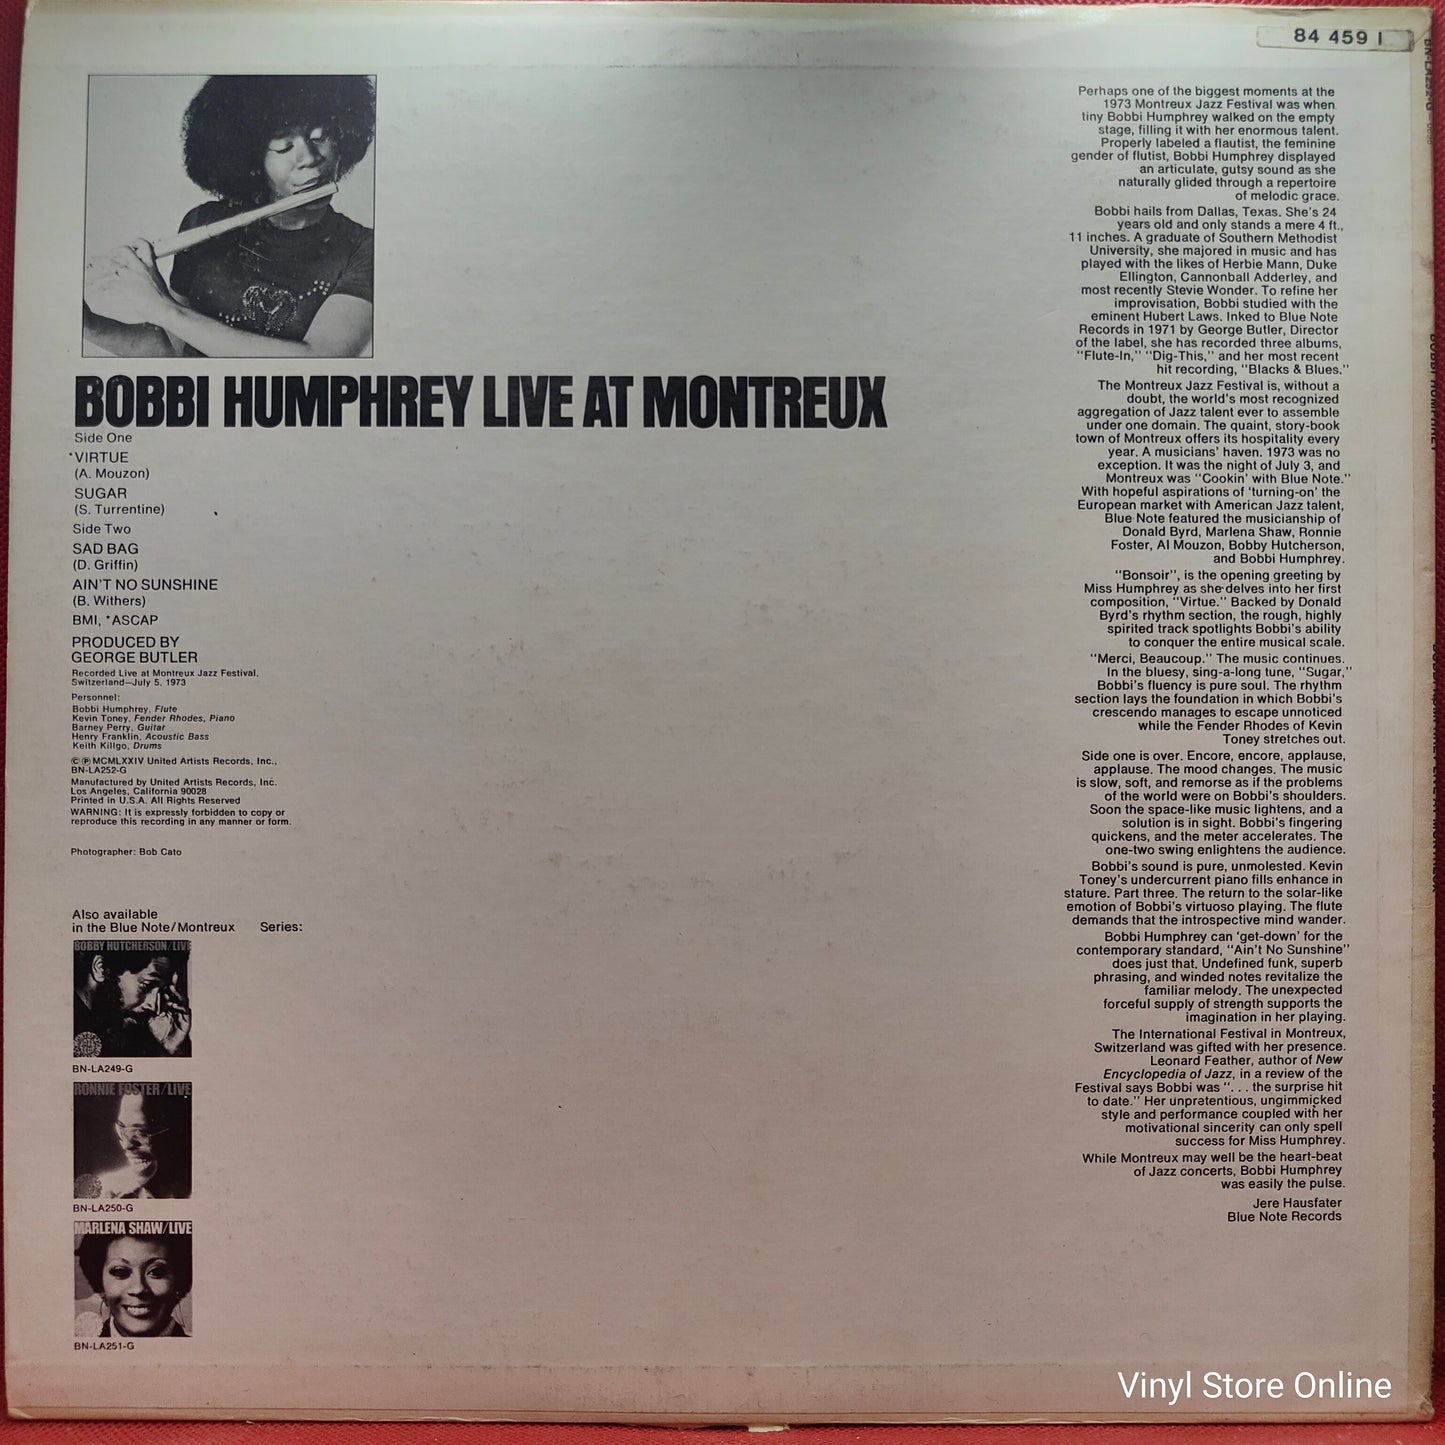 84 459 I
BOBBI HUMPHREY LIVE AT MONTREUX
Side One
*VIRTUE
(A. Mouzon)
SUGAR
(S. Turrentine)
Side Two
SAD BAG
(D. Griffin)
AIN'T NO SUNSHINE
(B. Withers)
BMI, *ASCAP
PRODUCED BY
GEORGE BUTLER
Recorded Live at Montreux Jazz Festival,
Switzerland—July 5, 1973
Personnel:
Bobbi Humphrey, Flute
Kevin Toney, Fender Rhodes, Piano
Barney Perry, Guitar
Henry Franklin, Acoustic Bass
Keith Killgo, Drums
©℗ MCMLXXIV United Artists Records, Inc.,
BN-LA252-G
Manufactured by United Artists Records, Inc.
Los Angeles, California 90028
Printed in U.S.A. All Rights Reserved
WARNING: It is expressly forbidden to copy or
reproduce this recording in any manner or form.
Photographer: Bob Cato
Also available
in the Blue Note/Montreux Series:
BOBBY HUTCHERSON/LIVE
BN-LA249-G
RONNIE FOSTER/LIVE
BN-LA250-G
MARLENA SHAW/LIVE
BN-LA251-G
Perhaps one of the biggest moments at the
1973 Montreux Jazz Festival was when
tiny Bobbi Humphrey walked on the empty
stage, filling it with her enormous talent.
Properly labeled a flautist, the feminine
gender of flutist, Bobbi Humphrey displayed
an articulate, gutsy sound as she
naturally glided through a repertoire
of melodic grace.
Bobbi hails from Dallas, Texas. She's 24
years old and only stands a mere 4 ft.,
11 inches. A graduate of Southern Methodist
University, she majored in music and has
played with the likes of Herbie Mann, Duke
Ellington, Cannonball Adderley, and
most recently Stevie Wonder. To refine her
improvisation, Bobbi studied with the
eminent Hubert Laws. Inked to Blue Note
Records in 1971 by George Butler, Director
of the label, she has recorded three albums,
"Flute-In," "Dig-This," and her most recent
hit recording, "Blacks & Blues."
The Montreux Jazz Festival is, without a
doubt, the world's most recognized
aggregation of Jazz talent ever to assemble
under one domain. The quaint, story-book
town of Montreux offers its hospitality every
year. A musicians' haven. 1973 was no
exception. It was the night of July 3, and
Montreux was "Cookin' with Blue Note."
With hopeful aspirations of 'turning-on' the
European market with American Jazz talent,
Blue Note featured the musicianship of
Donald Byrd, Marlena Shaw, Ronnie
Foster, Al Mouzon, Bobby Hutcherson,
and Bobbi Humphrey.
"Bonsoir", is the opening greeting by
Miss Humphrey as she delves into her first
composition, "Virtue." Backed by Donald
Byrd's rhythm section, the rough, highly
spirited track spotlights Bobbi's ability
to conquer the entire musical scale.
"Merci, Beaucoup." The music continues.
In the bluesy, sing-a-long tune, "Sugar,"
Bobbi's fluency is pure soul. The rhythm
section lays the foundation in which Bobbi's
crescendo manages to escape unnoticed
while the Fender Rhodes of Kevin
Toney stretches out.
Side one is over. Encore, encore, applause,
applause. The mood changes. The music
is slow, soft, and remorse as if the problems
of the world were on Bobbi's shoulders.
Soon the space-like music lightens, and a
solution is in sight. Bobbi's fingering
quickens, and the meter accelerates. The
one-two swing enlightens the audience.
Bobbi's sound is pure, unmolested. Kevin
Toney's undercurrent piano fills enhance in
stature. Part three. The return to the solar-like
emotion of Bobbi's virtuoso playing. The flute
demands that the introspective mind wander.
Bobbi Humphrey can 'get-down' for the
contemporary standard, "Ain't No Sunshine"
does just that. Undefined funk, superb
phrasing, and winded notes revitalize the
familiar melody. The unexpected
forceful supply of strength supports the
imagination in her playing.
The International Festival in Montreux,
Switzerland was gifted with her presence.
Leonard Feather, author of New
Encyclopedia of Jazz, in a review of the
Festival says Bobbi was ". . . the surprise hit
to date." Her unpretentious, ungimmicked
style and performance coupled with her
motivational sincerity can only spell
success for Miss Humphrey.
While Montreux may well be the heart-beat
of Jazz concerts, Bobbi Humphrey
was easily the pulse.
Jere Hausfater
Blue Note Records
Vinyl Store Online